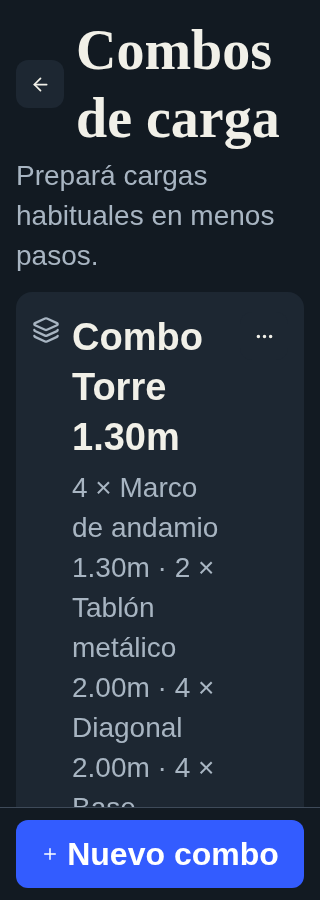 Combos
de carga
Prepará cargas
habituales en menos
pasos.
Combo
Torre
1.30m
4 × Marco
de andamio
1.30m · 2 ×
Tablón
metálico
2.00m · 4 ×
Diagonal
2.00m · 4 ×
Base
+ Nuevo combo